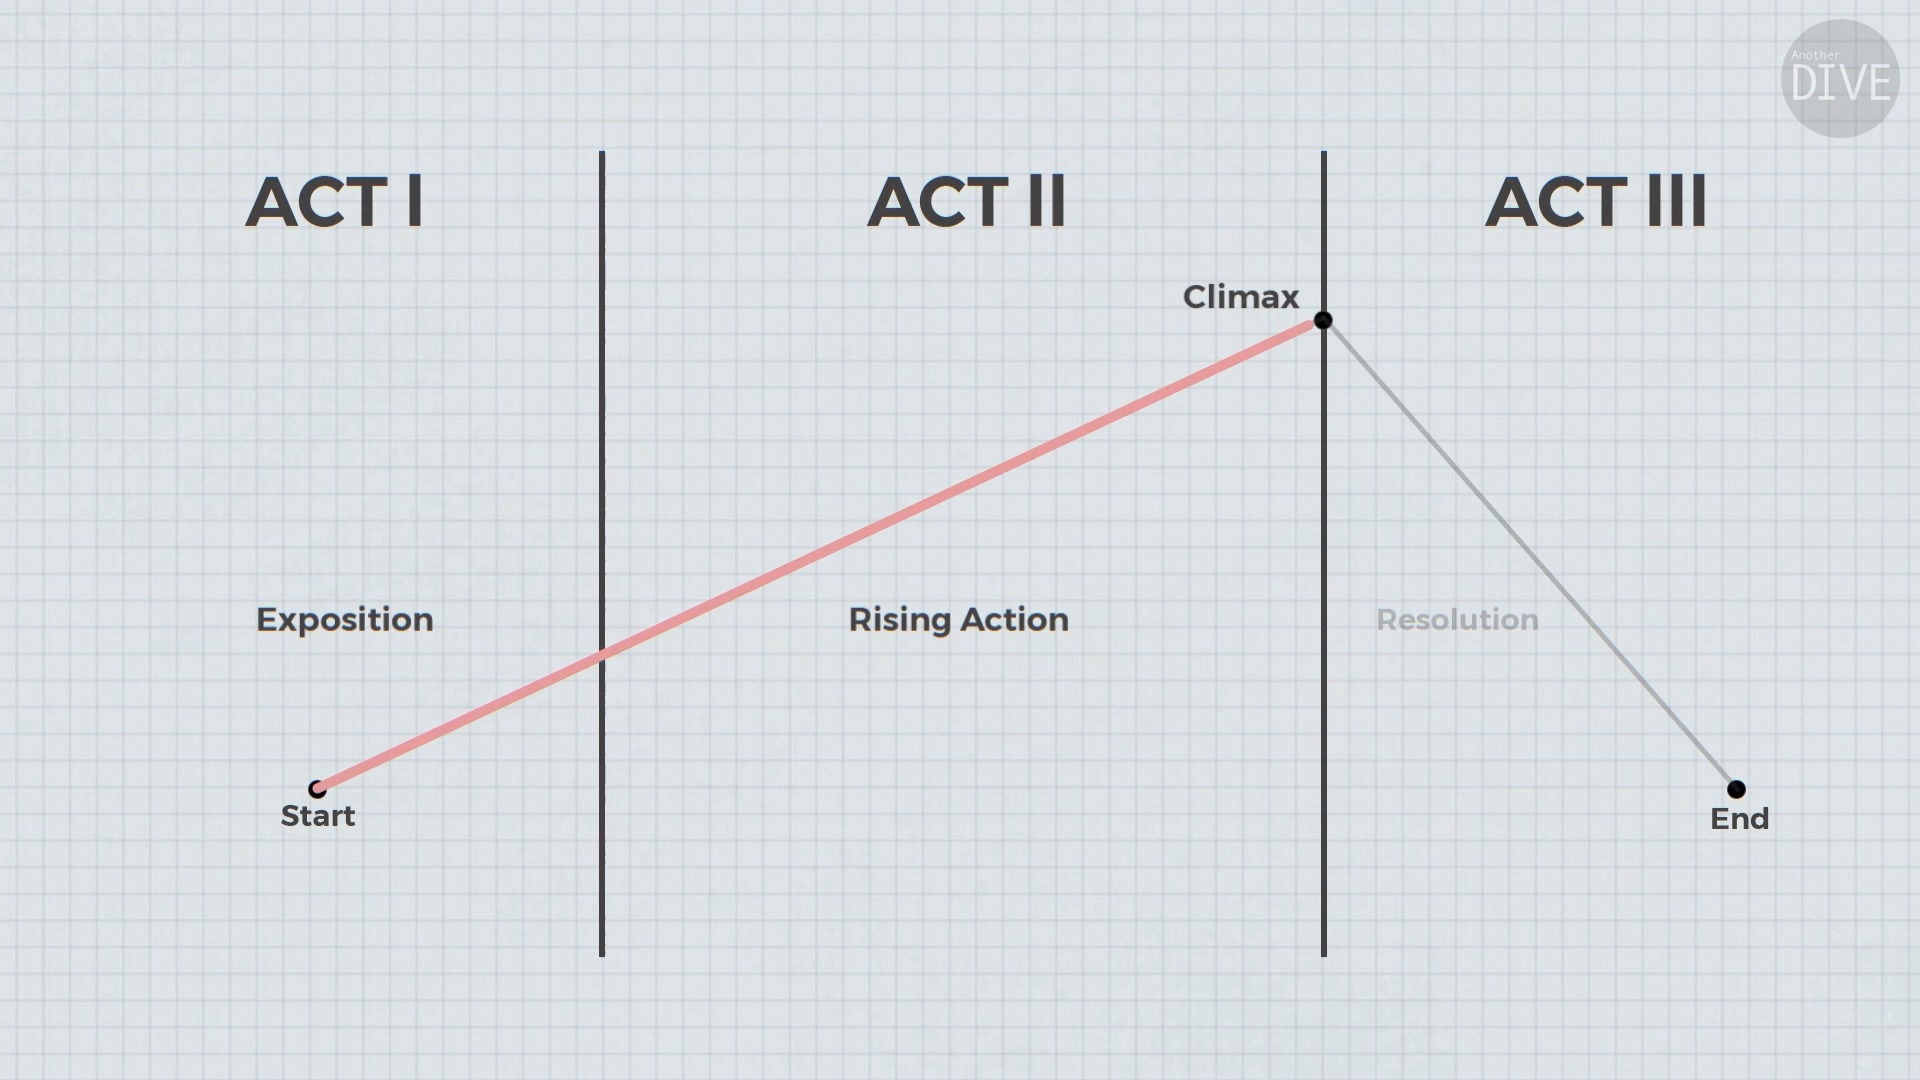 Another
DIVE
ACT I
ACT II
ACT III
Climax
Exposition
Rising Action
Resolution
Start
End